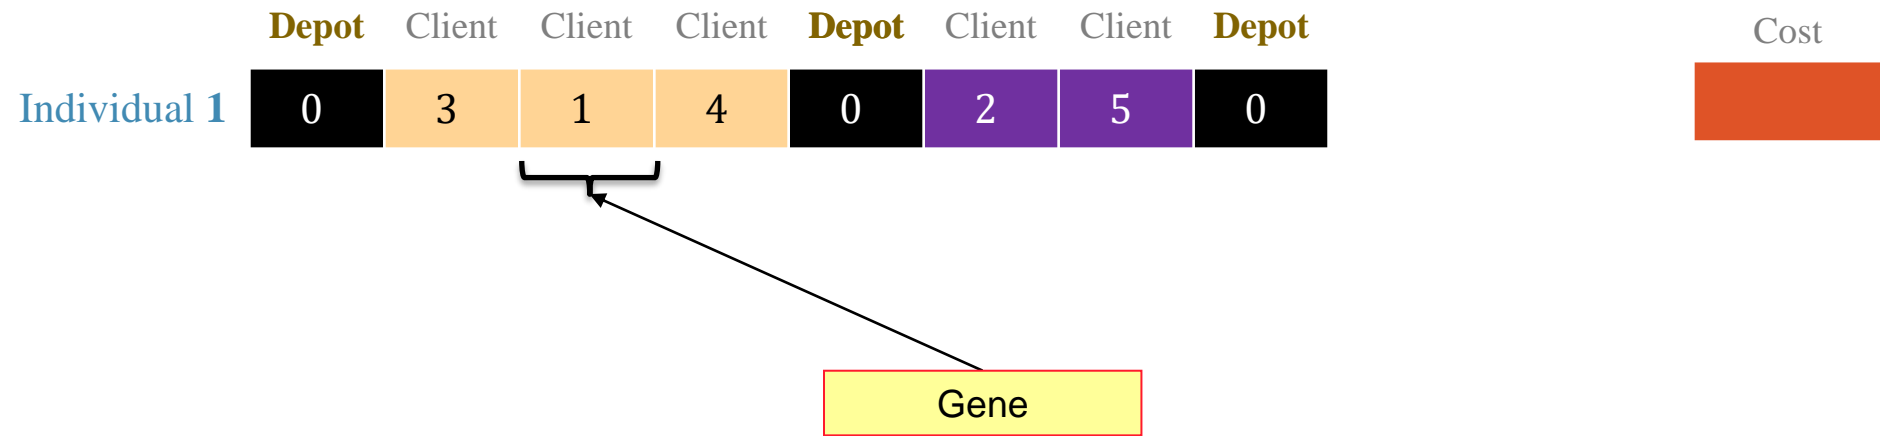 Depot Client Client Client Depot Client Client Depot Cost
Individual 1 0 3 1 4 0 2 5 0
Gene